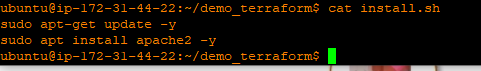 ubuntu@ip-172-31-44-22:~/demo_terraform$ cat install.sh
sudo apt-get update -y
sudo apt install apache2 -y
ubuntu@ip-172-31-44-22:~/demo_terraform$